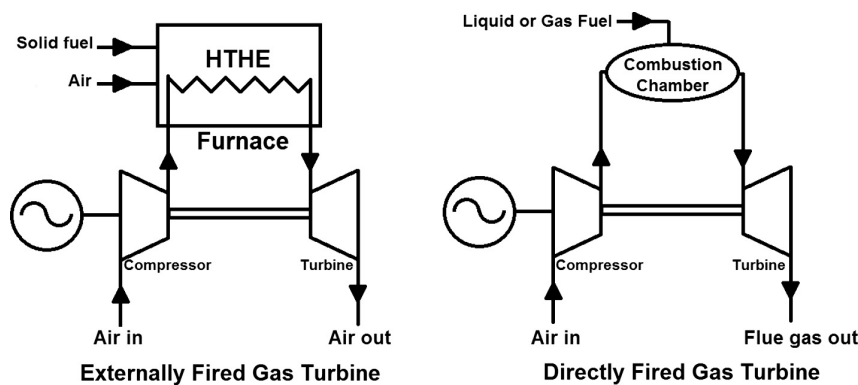 Solid fuel
HTHE
Air
Furnace
Compressor
Turbine
Air in
Air out
Externally Fired Gas Turbine
Liquid or Gas Fuel
Combustion
Chamber
Compressor
Turbine
Air in
Flue gas out
Directly Fired Gas Turbine